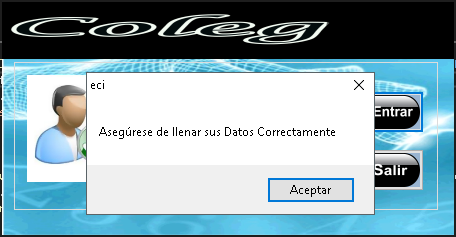 Coleg
eci
Asegúrese de llenar sus Datos Correctamente
Entrar
Aceptar
Salir